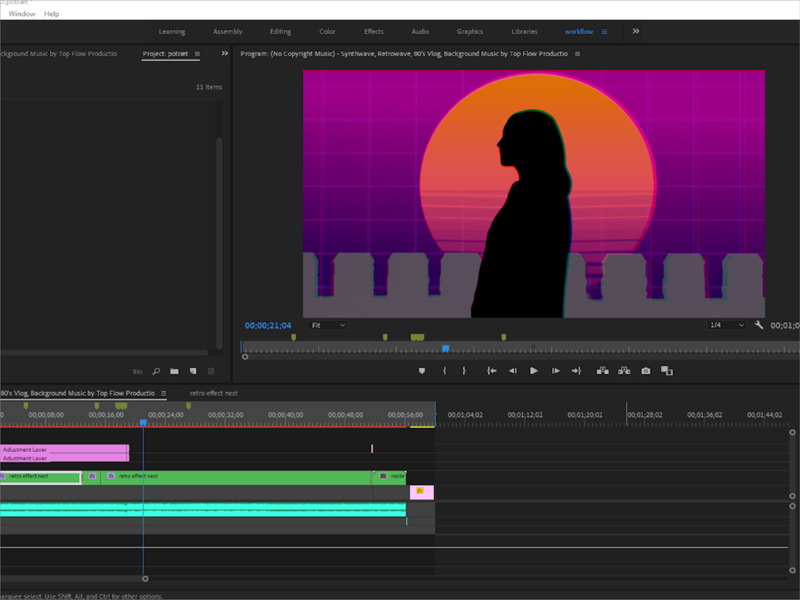 Window Help
Learning Assembly Editing Color Effects Audio Graphics Libraries workflow
ckground Music by Top Flow Productio Project: potraet
Program: (No Copyright Music) - Synthwave, Retrowave, 80's Vlog, Background Music by Top Flow Productio
11 Items
00;00;21;04 Fit 1/4 00;01;0
80's Vlog, Background Music by Top Flow Productio retro effect nest
00;00;08;00 00;00;16;00 00;00;24;00 00;00;32;00 00;00;40;00 00;00;48;00 00;00;56;00 00;01;04;02 00;01;12;02 00;01;20;02 00;01;28;02 00;01;36;02 00;01;44;02
Adjustment Layer
Adjustment Layer
retro effect nest retro effect nest neste
arquee select. Use Shift, Alt, and Ctrl for other options.